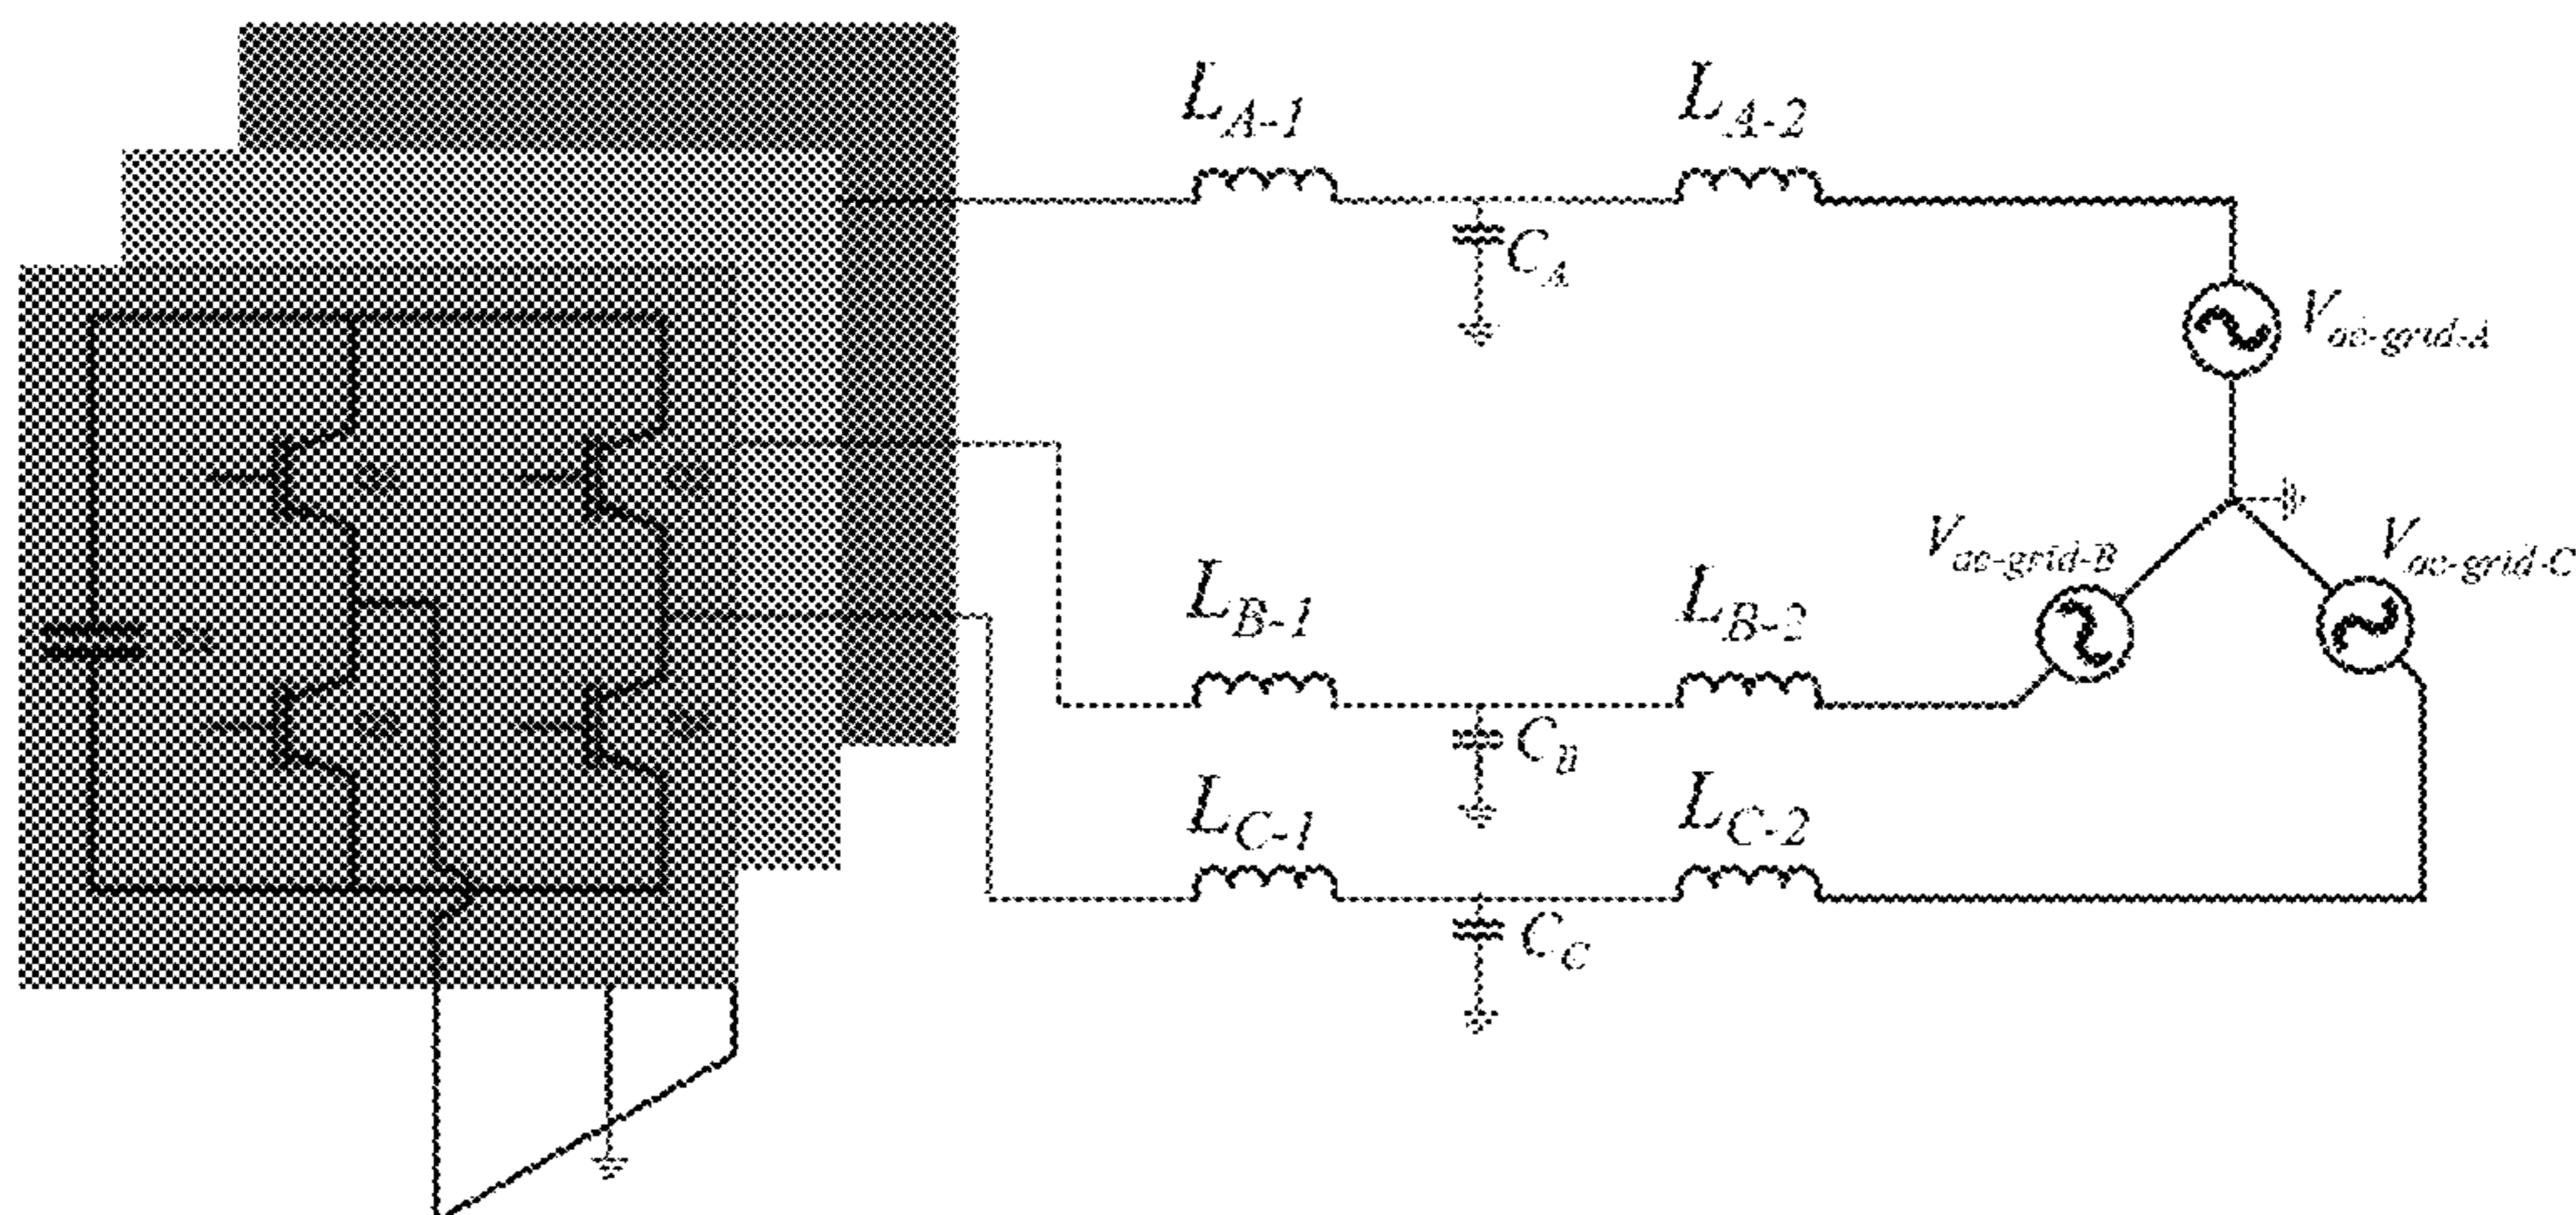 L_{A-1}
L_{A-2}
C_A
V_{ac-grid-A}
V_{ac-grid-B}
V_{ac-grid-C}
L_{B-1}
L_{B-2}
C_B
L_{C-1}
L_{C-2}
C_C